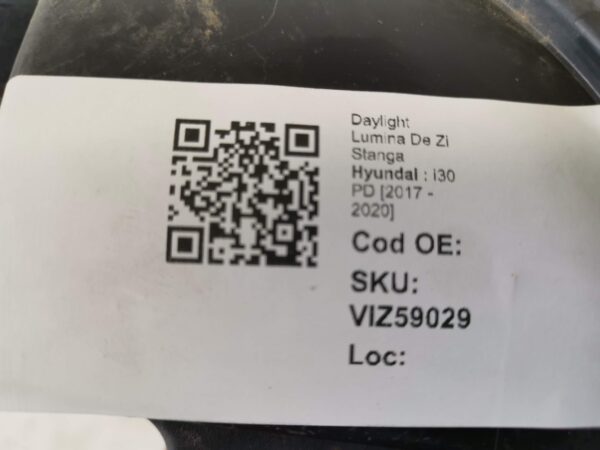 Daylight
Lumina De Zi
Stanga
Hyundai : i30
PD [2017 -
2020]
Cod OE:
SKU:
VIZ59029
Loc: